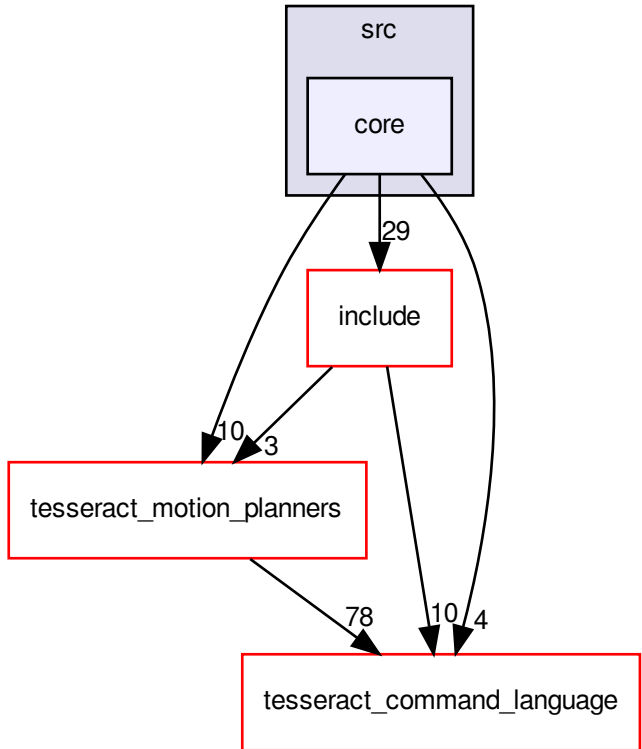 src
core
29
include
10
3
tesseract_motion_planners
78
10
4
tesseract_command_language